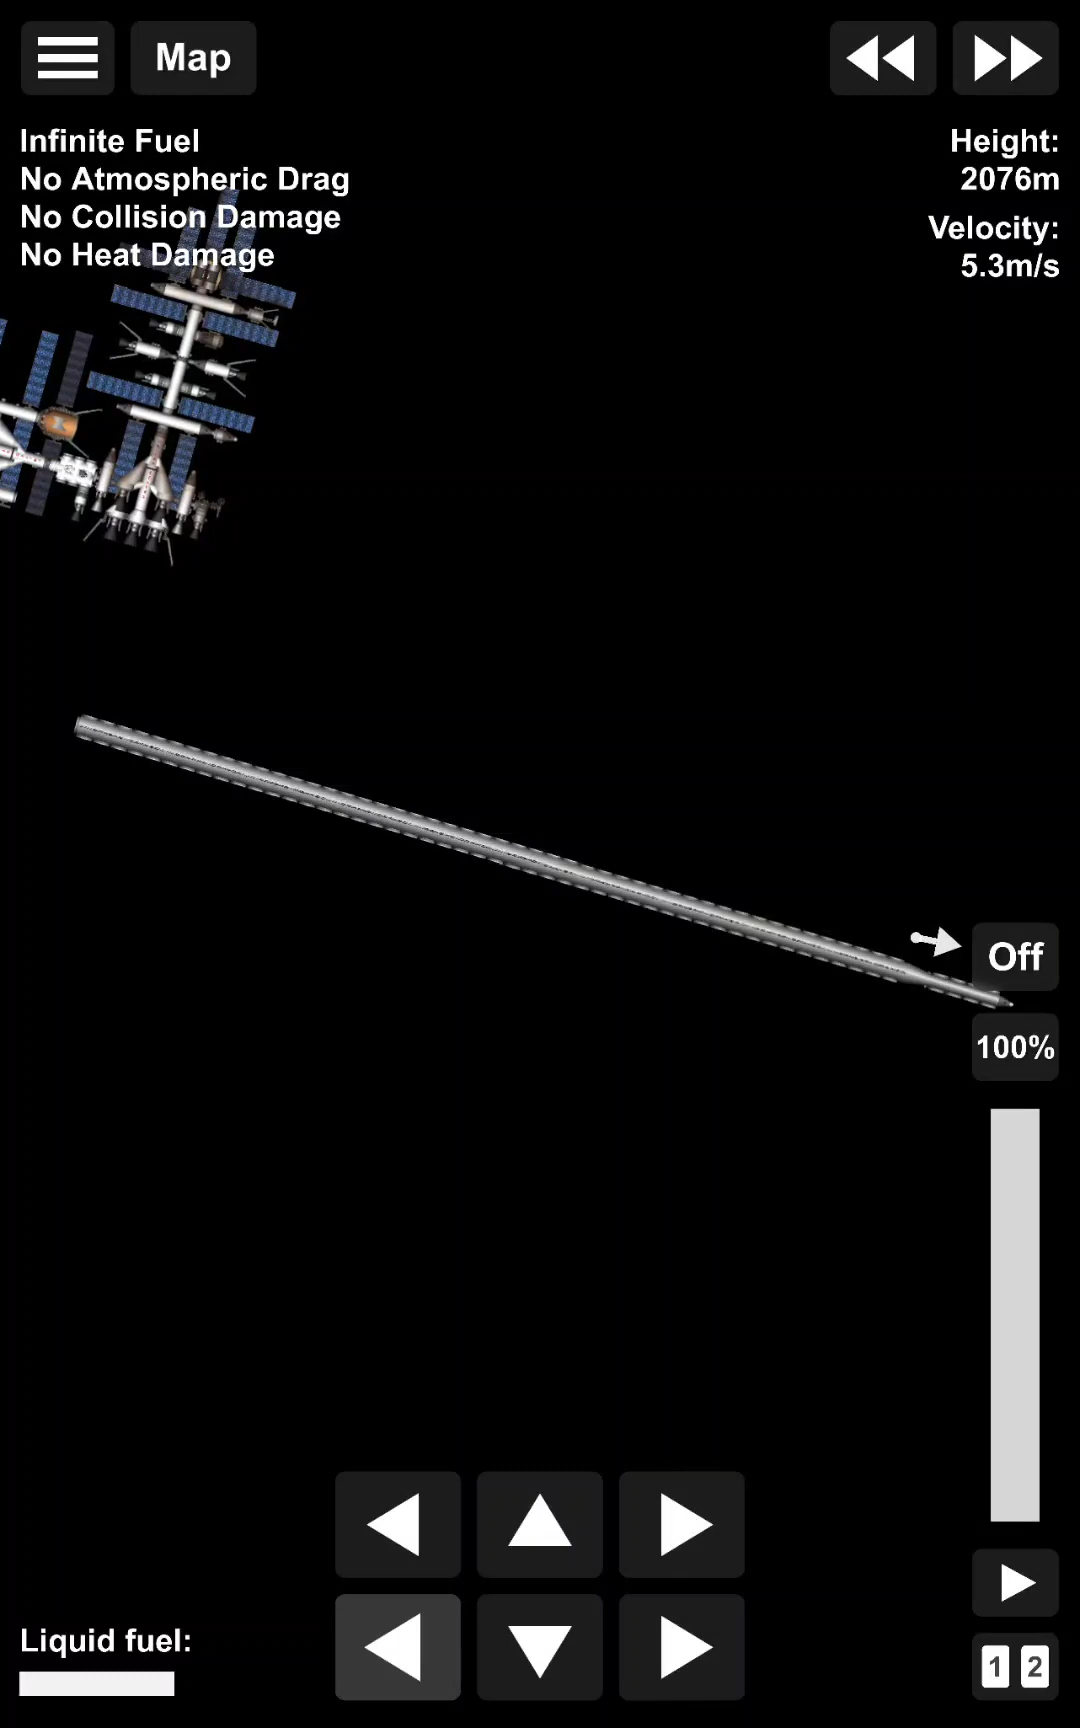 Map
Infinite Fuel
No Atmospheric Drag
No Collision Damage
No Heat Damage
Height:
2076m
Velocity:
5.3m/s
Off
100%
Liquid fuel:
1 2